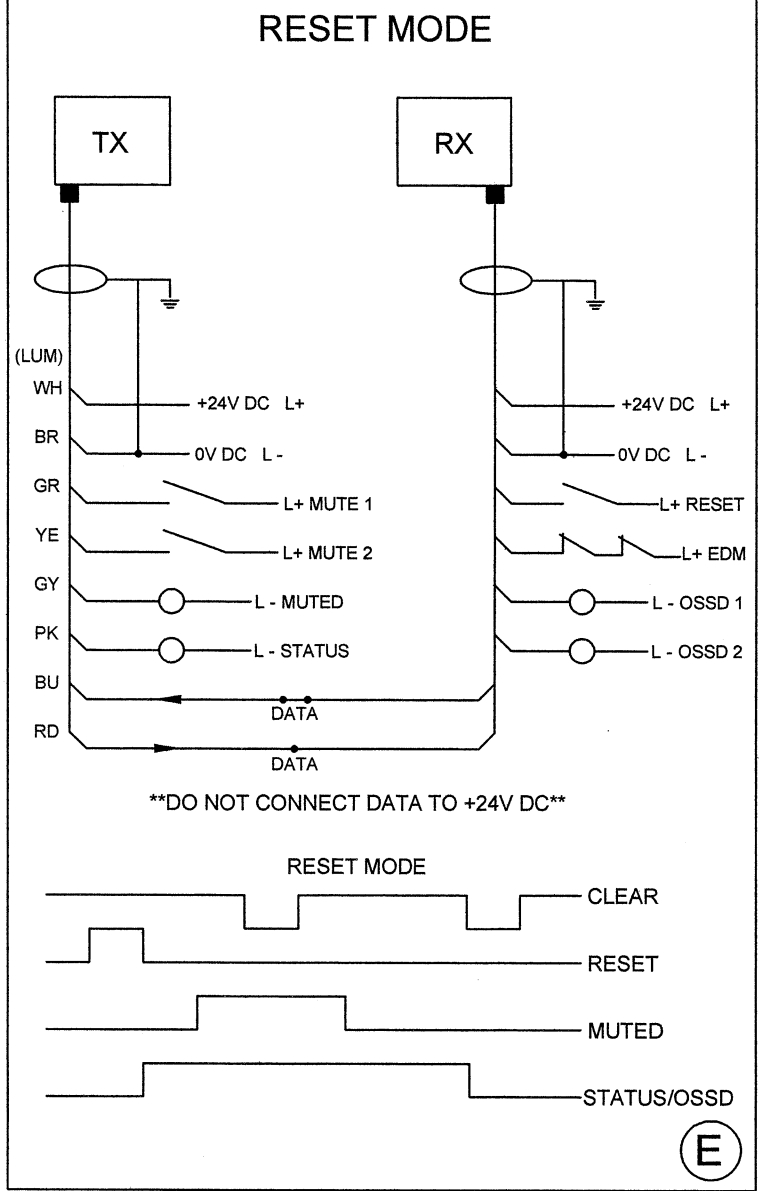 RESET MODE
TX
RX
(LUM)
WH
+24V DC L+
+24V DC L+
BR
0V DC L -
0V DC L -
GR
L+ MUTE 1
L+ RESET
YE
L+ MUTE 2
L+ EDM
GY
L - MUTED
L - OSSD 1
PK
L - STATUS
L - OSSD 2
BU
DATA
RD
DATA
**DO NOT CONNECT DATA TO +24V DC**
RESET MODE
CLEAR
RESET
MUTED
STATUS/OSSD
E